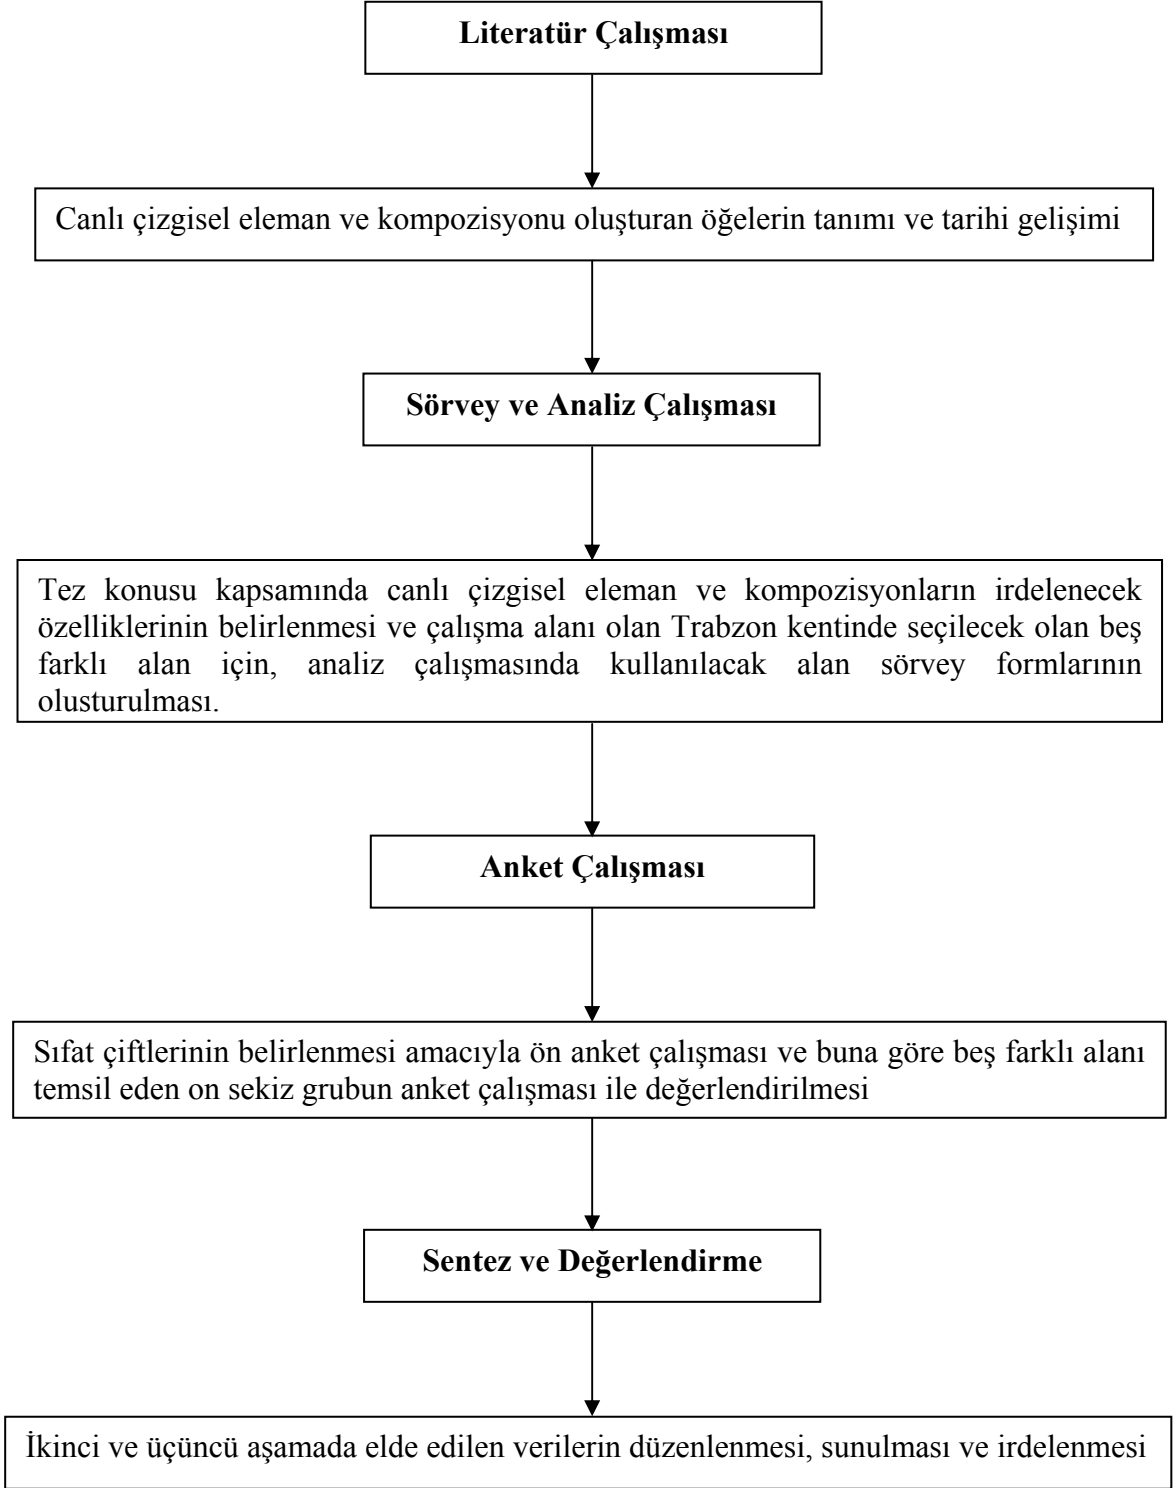 Literatür Çalışması
Canlı çizgisel eleman ve kompozisyonu oluşturan öğelerin tanımı ve tarihi gelişimi
Sörvey ve Analiz Çalışması
Tez konusu kapsamında canlı çizgisel eleman ve kompozisyonların irdelenecek
özelliklerinin belirlenmesi ve çalışma alanı olan Trabzon kentinde seçilecek olan beş
farklı alan için, analiz çalışmasında kullanılacak alan sörvey formlarının
olusturulması.
Anket Çalışması
Sıfat çiftlerinin belirlenmesi amacıyla ön anket çalışması ve buna göre beş farklı alanı
temsil eden on sekiz grubun anket çalışması ile değerlendirilmesi
Sentez ve Değerlendirme
İkinci ve üçüncü aşamada elde edilen verilerin düzenlenmesi, sunulması ve irdelenmesi